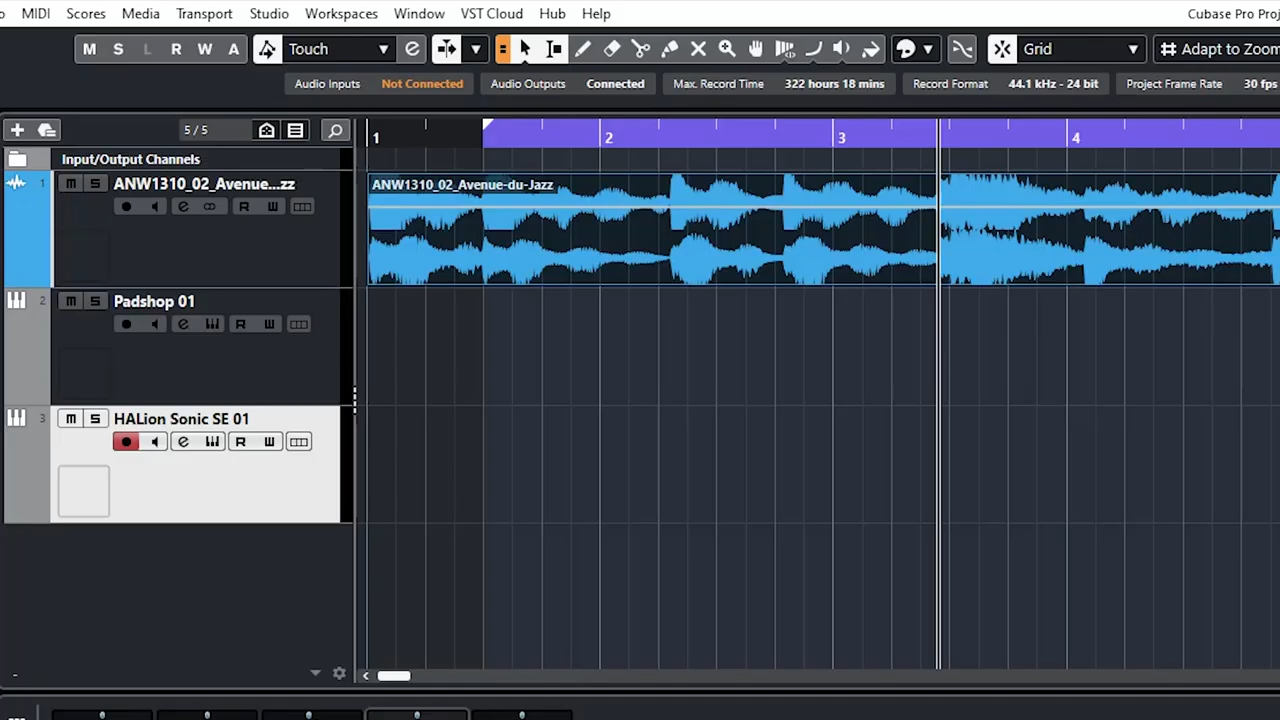 MIDI Scores Media Transport Studio Workspaces Window VST Cloud Hub Help Cubase Pro Proj
M S L R W A Touch Grid Adapt to Zoom
Audio Inputs Not Connected Audio Outputs Connected Max. Record Time 322 hours 18 mins Record Format 44.1 kHz - 24 bit Project Frame Rate 30 fps
5 / 5 1 2 3 4
Input/Output Channels
1 m S ANW1310_02_Avenue...zz ANW1310_02_Avenue-du-Jazz
e R W
2 m S Padshop 01
e R W
3 m S HALion Sonic SE 01
e R W